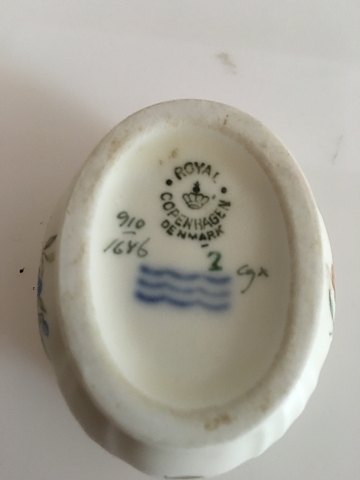 ROYAL
COPENHAGEN
DENMARK
910
1646
2